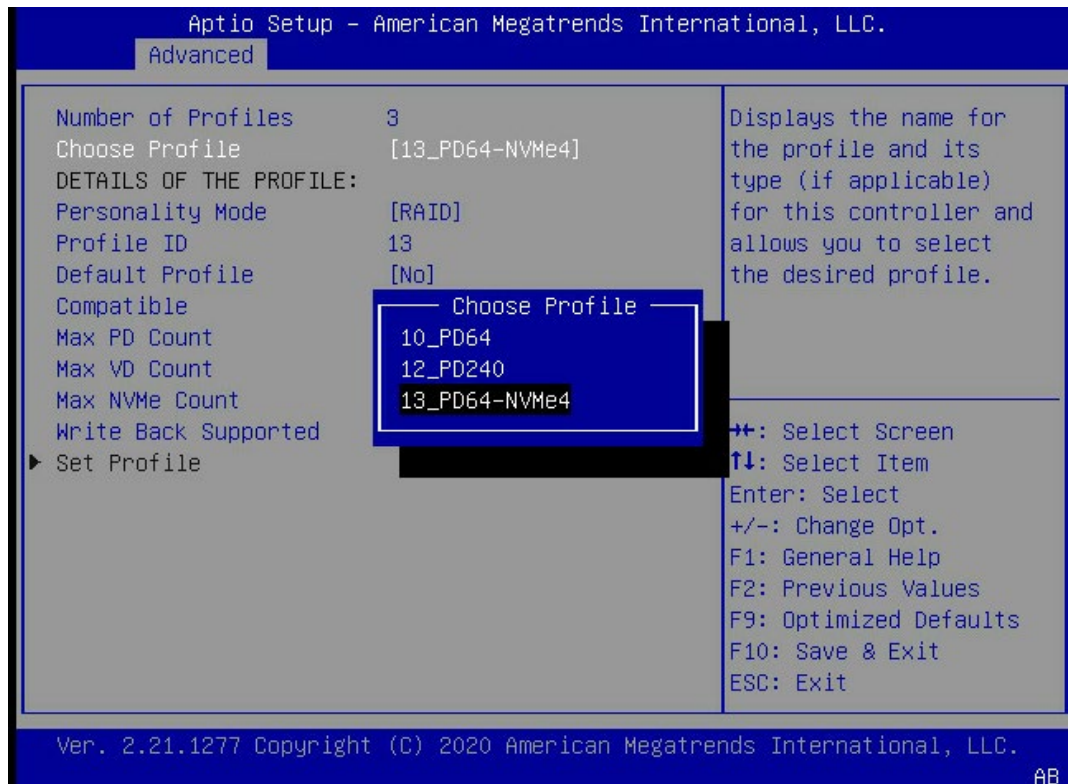 Aptio Setup – American Megatrends International, LLC.
Advanced
Number of Profiles 3
Choose Profile [13_PD64-NVMe4]
DETAILS OF THE PROFILE:
Personality Mode [RAID]
Profile ID 13
Default Profile [No]
Compatible
Max PD Count
Max VD Count
Max NVMe Count
Write Back Supported
Set Profile
Choose Profile
10_PD64
12_PD240
13_PD64-NVMe4
Displays the name for
the profile and its
type (if applicable)
for this controller and
allows you to select
the desired profile.
→←: Select Screen
↑↓: Select Item
Enter: Select
+/-: Change Opt.
F1: General Help
F2: Previous Values
F9: Optimized Defaults
F10: Save & Exit
ESC: Exit
Ver. 2.21.1277 Copyright (C) 2020 American Megatrends International, LLC.
AB